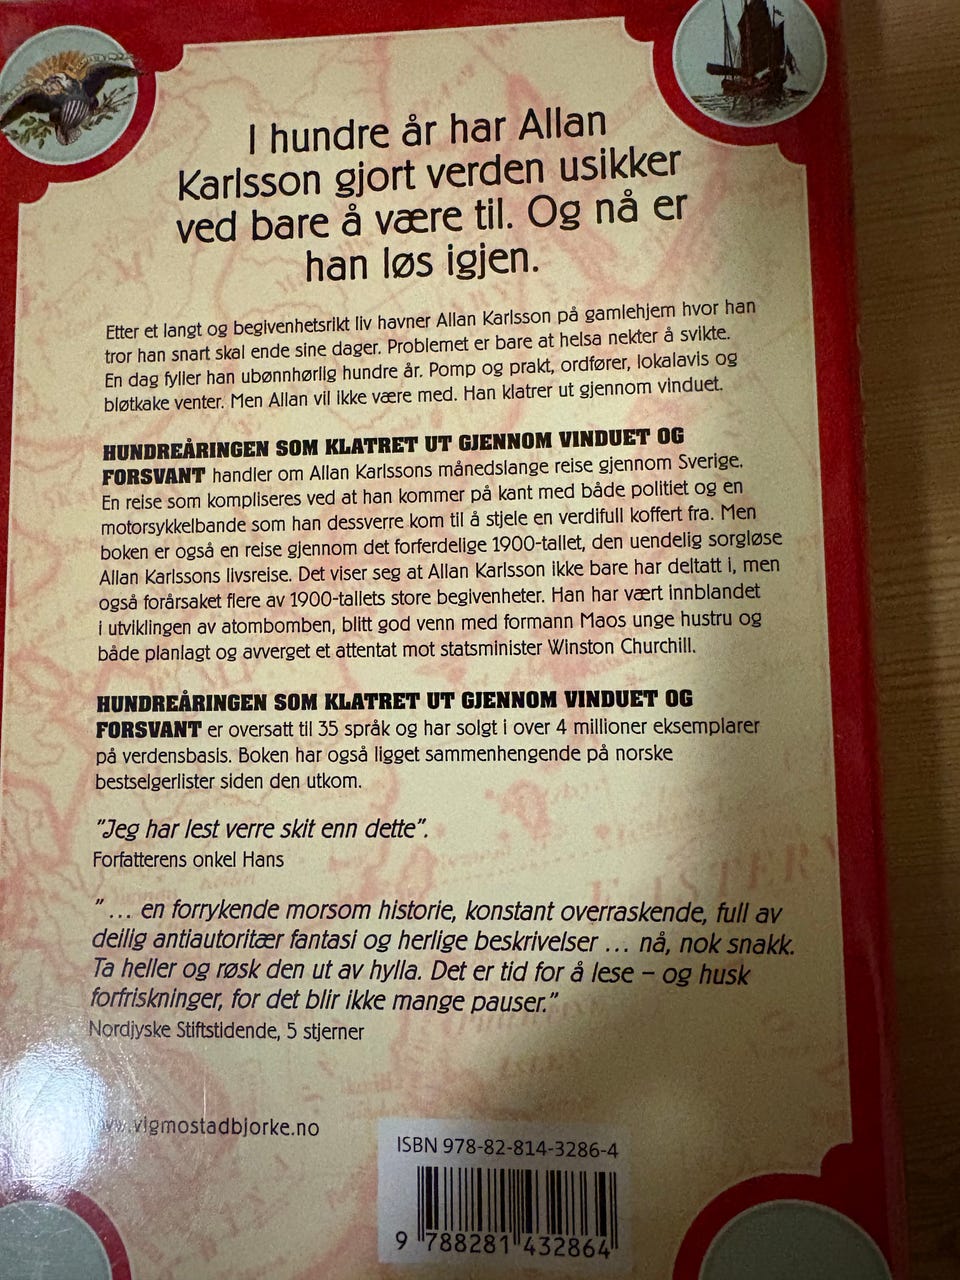 I hundre år har Allan
Karlsson gjort verden usikker
ved bare å være til. Og nå er
han løs igjen.
Etter et langt og begivenhetsrikt liv havner Allan Karlsson på gamlehjem hvor han
tror han snart skal ende sine dager. Problemet er bare at helsa nekter å svikte.
En dag fyller han ubønnhørlig hundre år. Pomp og prakt, ordfører, lokalavis og
bløtkake venter. Men Allan vil ikke være med. Han klatrer ut gjennom vinduet.
HUNDREÅRINGEN SOM KLATRET UT GJENNOM VINDUET OG
FORSVANT handler om Allan Karlssons månedslange reise gjennom Sverige.
En reise som kompliseres ved at han kommer på kant med både politiet og en
motorsykkelbande som han dessverre kom til å stjele en verdifull koffert fra. Men
boken er også en reise gjennom det forferdelige 1900-tallet, den uendelig sorgløse
Allan Karlssons livsreise. Det viser seg at Allan Karlsson ikke bare har deltatt i, men
også forårsaket flere av 1900-tallets store begivenheter. Han har vært innblandet
i utviklingen av atombomben, blitt god venn med formann Maos unge hustru og
både planlagt og avverget et attentat mot statsminister Winston Churchill.
HUNDREÅRINGEN SOM KLATRET UT GJENNOM VINDUET OG
FORSVANT er oversatt til 35 språk og har solgt i over 4 millioner eksemplarer
på verdensbasis. Boken har også ligget sammenhengende på norske
bestselgerlister siden den utkom.
"Jeg har lest verre skit enn dette".
Forfatterens onkel Hans
"... en forrykende morsom historie, konstant overraskende, full av
deilig antiautoritær fantasi og herlige beskrivelser ... nå, nok snakk.
Ta heller og røsk den ut av hylla. Det er tid for å lese – og husk
forfriskninger, for det blir ikke mange pauser."
Nordjyske Stiftstidende, 5 stjerner
www.vigmostadbjorke.no
ISBN 978-82-814-3286-4
9 788281 432864